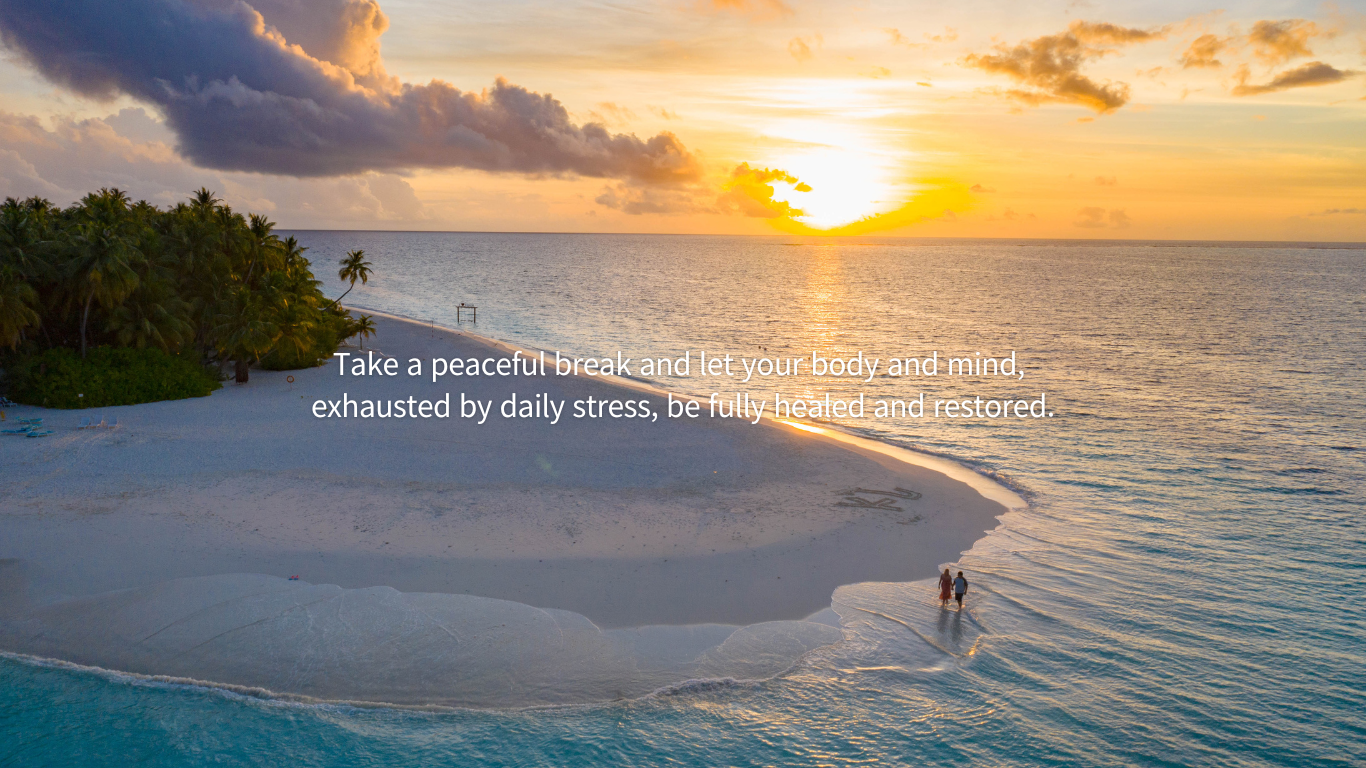 Take a peaceful break and let your body and mind,
exhausted by daily stress, be fully healed and restored.